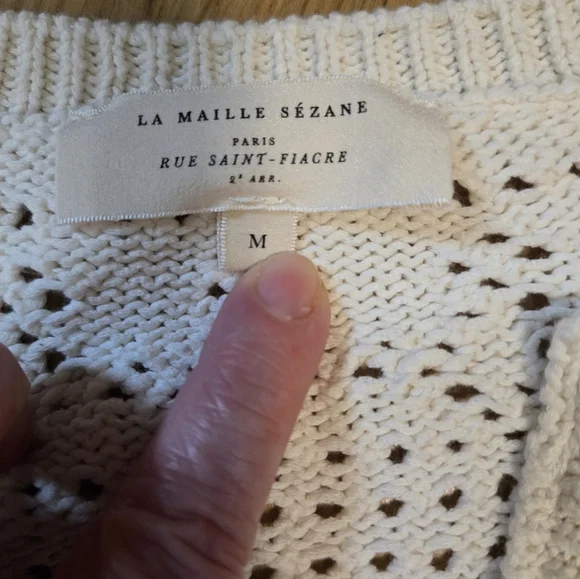 LA MAILLE SÉZANE
PARIS
RUE SAINT-FIACRE
2ᵉ ARR.
M